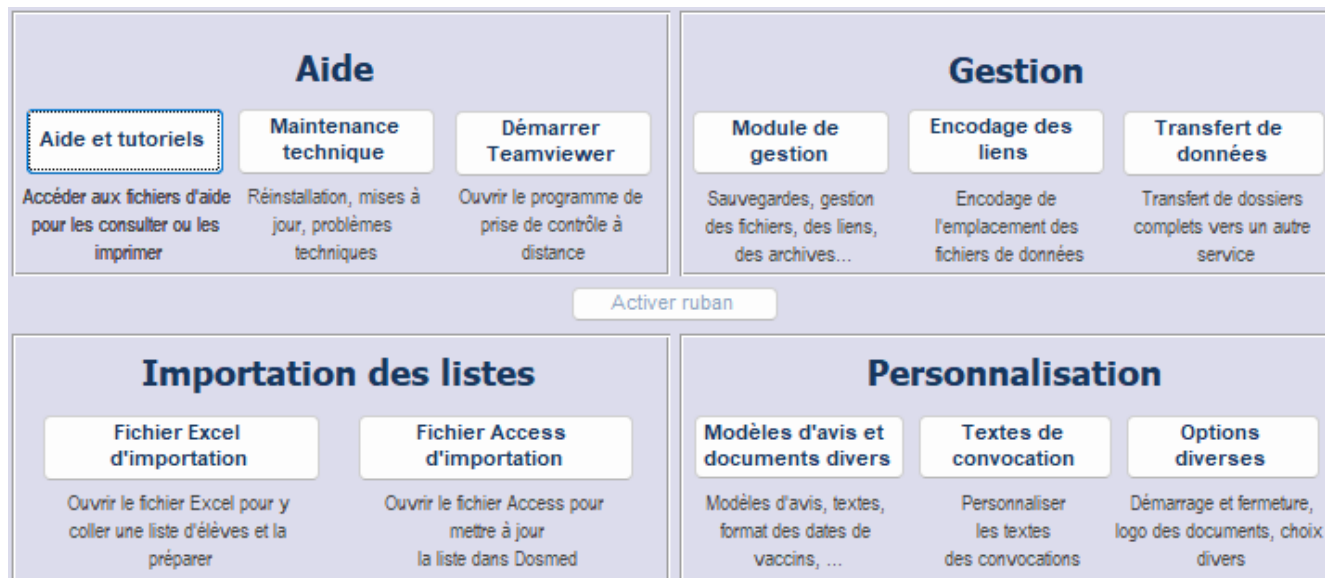 Aide
Aide et tutoriels
Accéder aux fichiers d'aide
pour les consulter ou les
imprimer
Maintenance
technique
Réinstallation, mises à
jour, problèmes
techniques
Démarrer
Teamviewer
Ouvrir le programme de
prise de contrôle à
distance
Gestion
Module de
gestion
Sauvegardes, gestion
des fichiers, des liens,
des archives...
Encodage des
liens
Encodage de
l'emplacement des
fichiers de données
Transfert de
données
Transfert de dossiers
complets vers un autre
service
Activer ruban
Importation des listes
Fichier Excel
d'importation
Ouvrir le fichier Excel pour y
coller une liste d'élèves et la
préparer
Fichier Access
d'importation
Ouvrir le fichier Access pour
mettre à jour
la liste dans Dosmed
Personnalisation
Modèles d'avis et
documents divers
Modèles d'avis, textes,
format des dates de
vaccins, ...
Textes de
convocation
Personnaliser
les textes
des convocations
Options
diverses
Démarrage et fermeture,
logo des documents, choix
divers